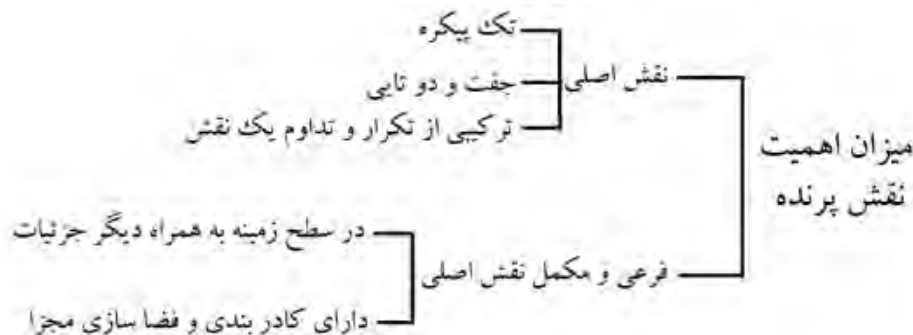 میزان اهمیت
نقش پرنده
نقش اصلی
تک پیکره
جفت و دو تایی
ترکیبی از تکرار و تداوم یک نقش
فرعی و مکمل نقش اصلی
در سطح زمینه به همراه دیگر جزئیات
دارای کادر بندی و فضا سازی مجزا